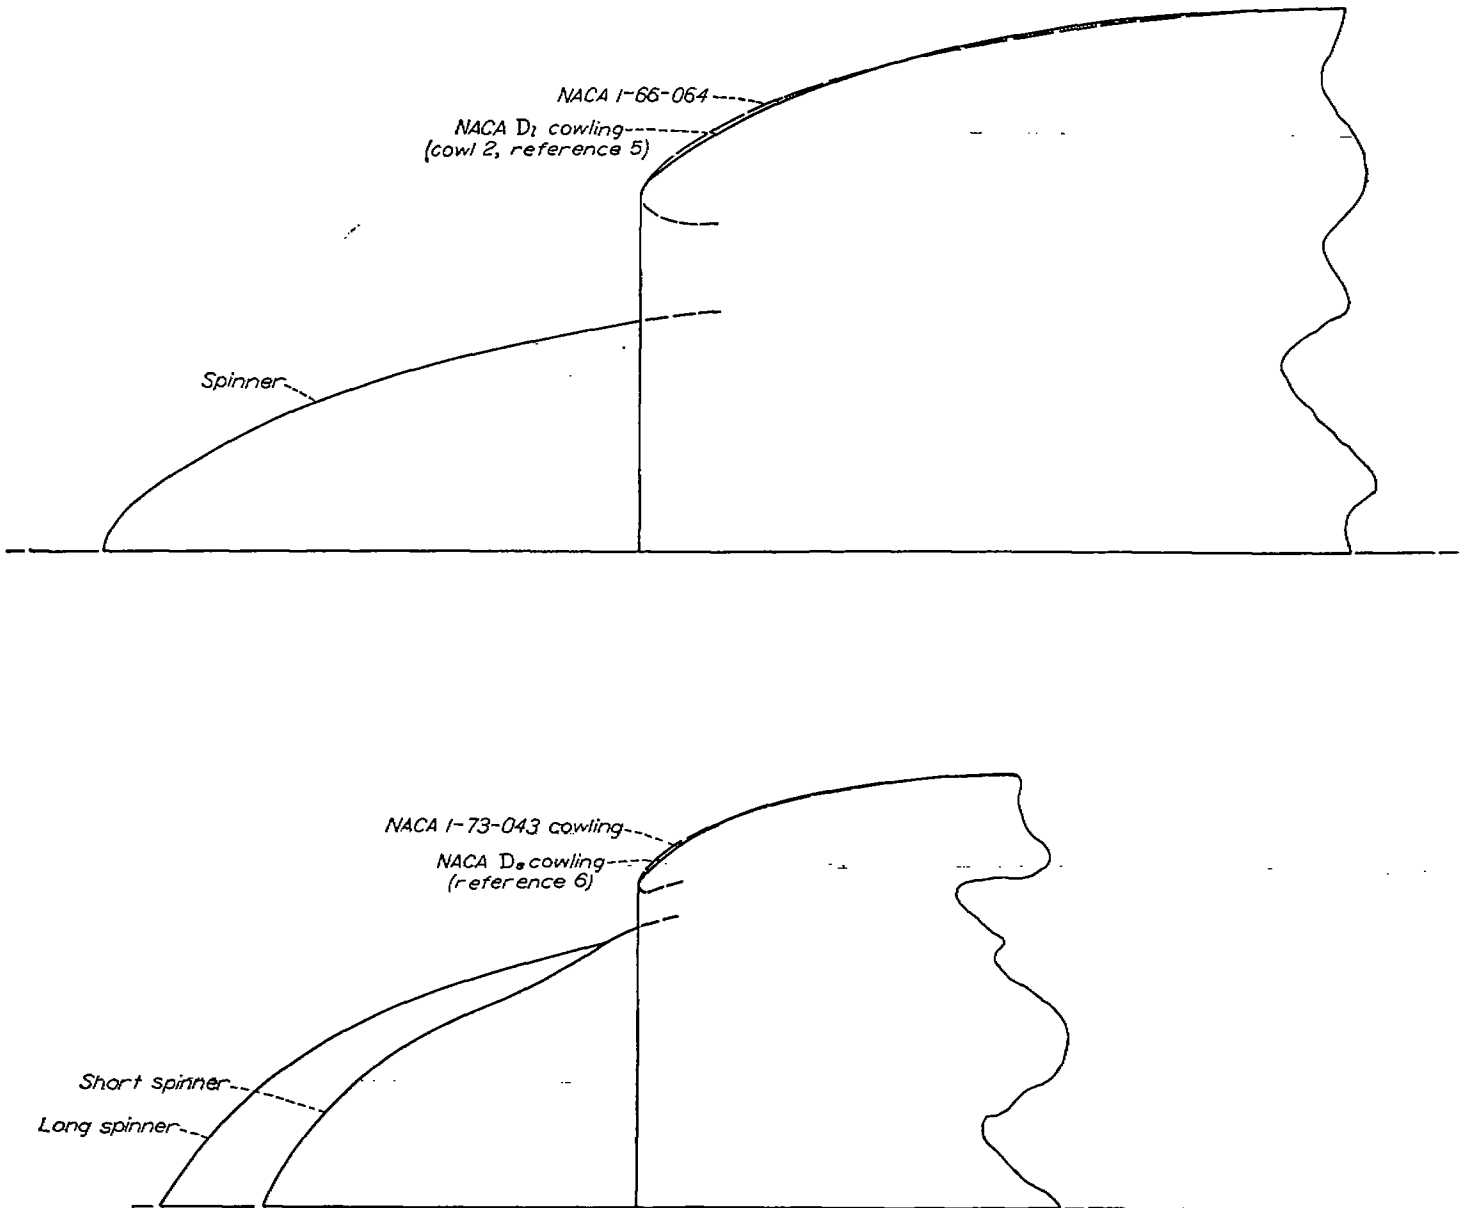 NACA 1-66-064
NACA D₁ cowling
(cowl 2, reference 5)
Spinner
NACA 1-73-043 cowling
NACA Dₛ cowling
(reference 6)
Short spinner
Long spinner